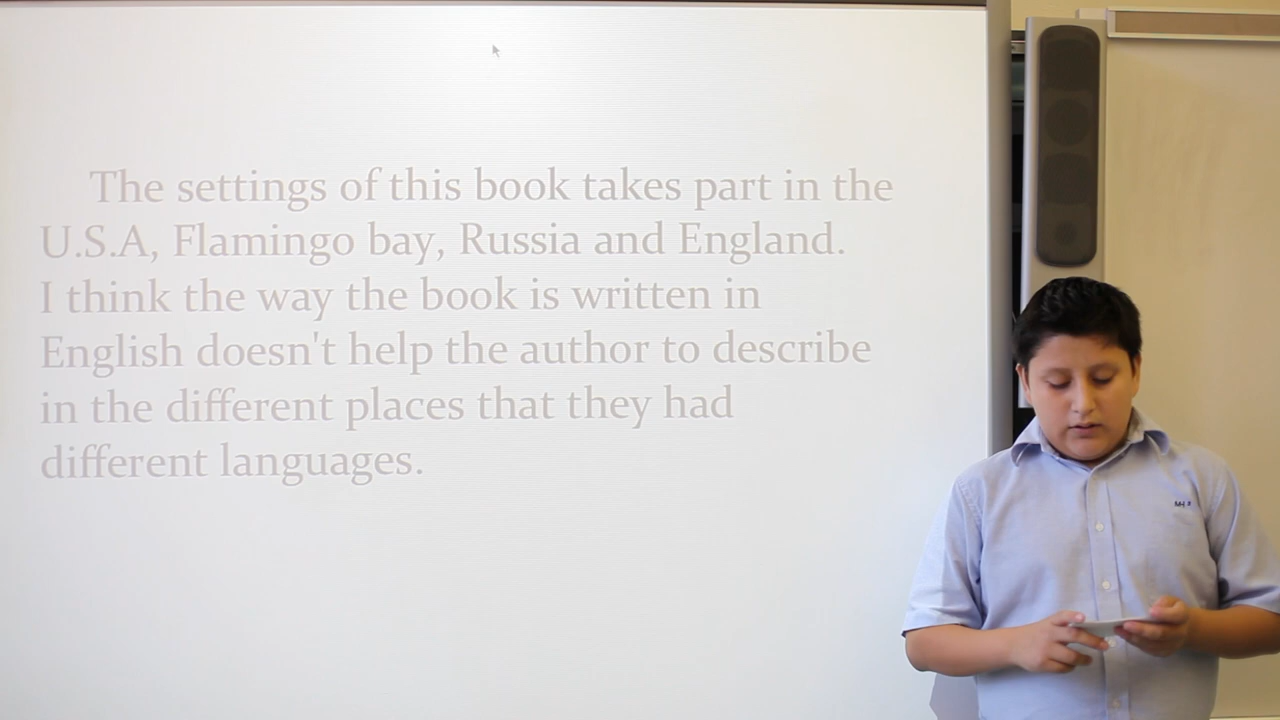 The settings of this book takes part in the
U.S.A, Flamingo bay, Russia and England.
I think the way the book is written in
English doesn't help the author to describe
in the different places that they had
different languages.